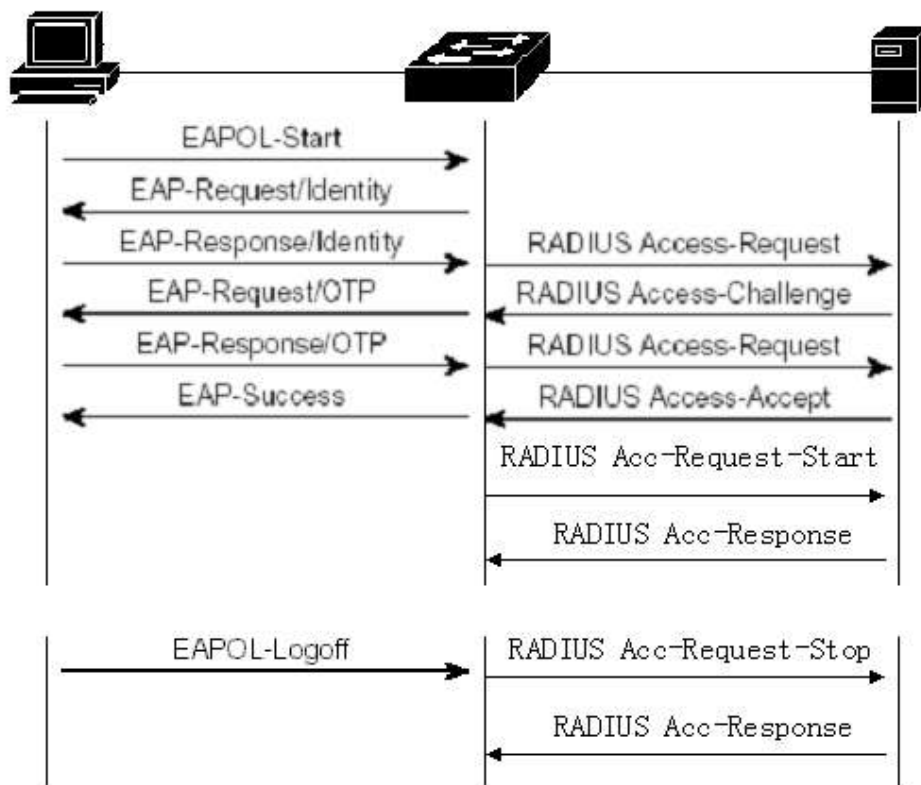 EAPOL-Start
EAP-Request/Identity
EAP-Response/Identity
RADIUS Access-Request
EAP-Request/OTP
RADIUS Access-Challenge
EAP-Response/OTP
RADIUS Access-Request
EAP-Success
RADIUS Access-Accept
RADIUS Acc-Request-Start
RADIUS Acc-Response
EAPOL-Logoff
RADIUS Acc-Request-Stop
RADIUS Acc-Response